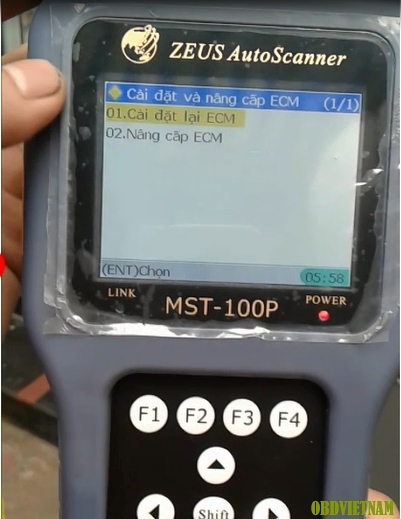 ZEUS AutoScanner
Cài đặt và nâng cấp ECM (1/1)
01.Cài đặt lại ECM
02.Nâng cấp ECM
(ENT)Chọn 05:58
LINK MST-100P POWER
F1 F2 F3 F4
Shift
OBDVIETNAM